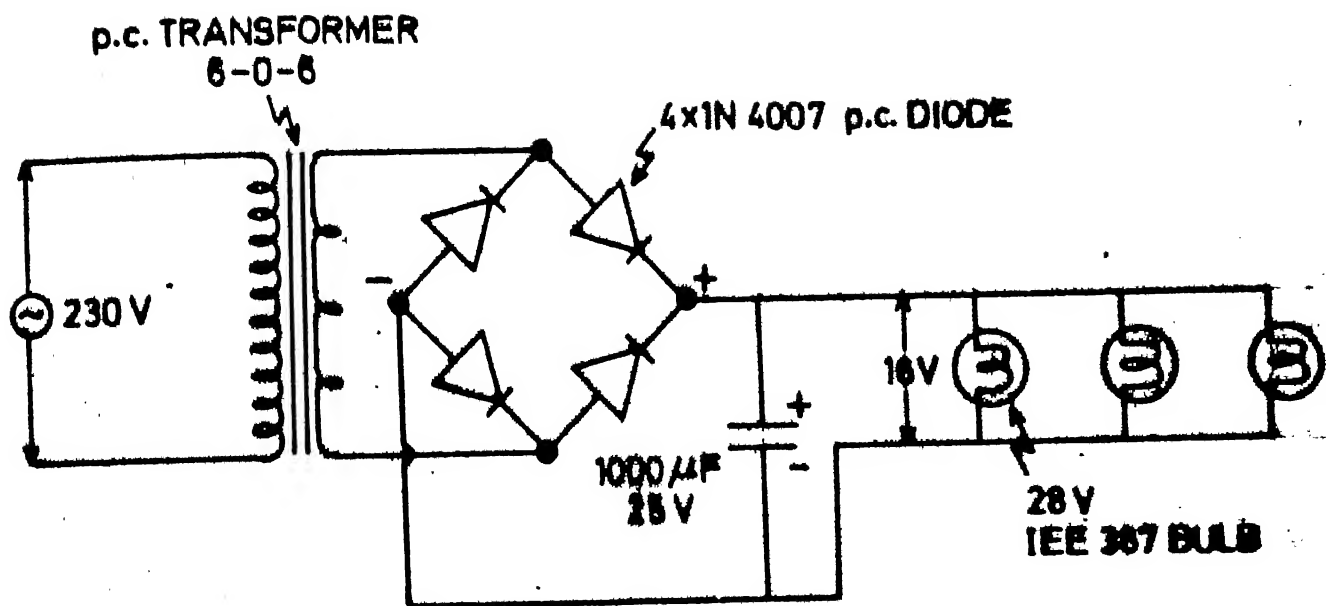 p.c. TRANSFORMER
6-0-6
4x1N 4007 p.c. DIODE
~
230 V
-
+
16V
+
-
1000 µF
25 V
28 V
IEE 387 BULB